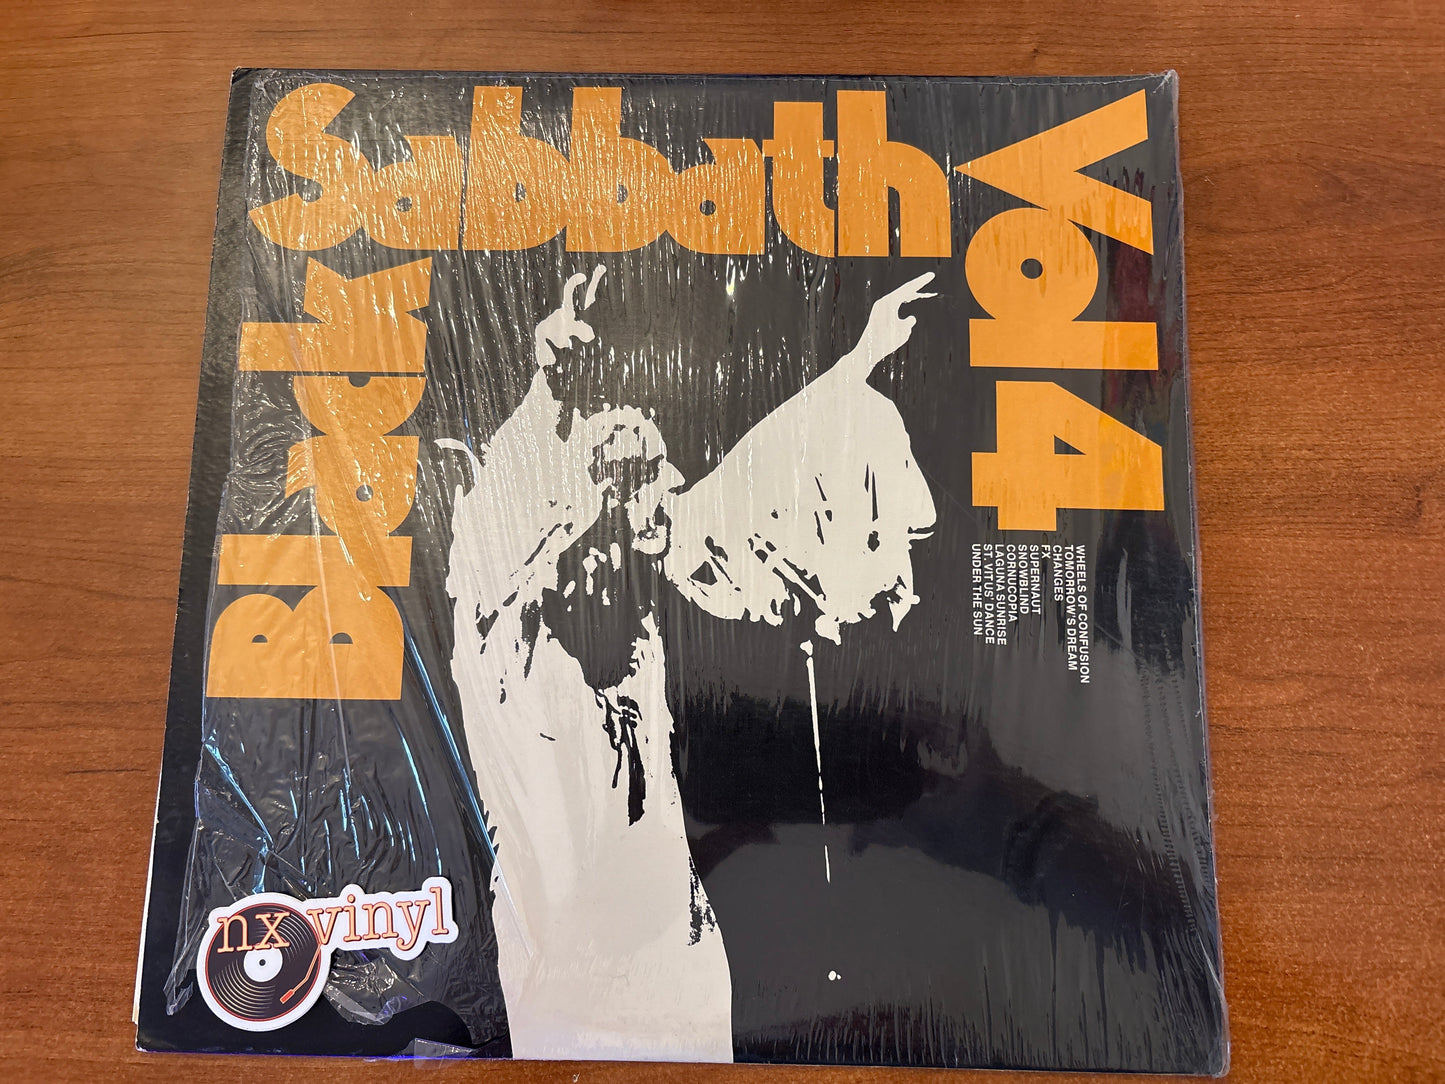 Black
Sabbath
Vol 4
WHEELS OF CONFUSION
TOMORROW'S DREAM
CHANGES
FX
SUPERNAUT
SNOWBLIND
CORNUCOPIA
LAGUNA SUNRISE
ST. VITUS' DANCE
UNDER THE SUN
nx vinyl